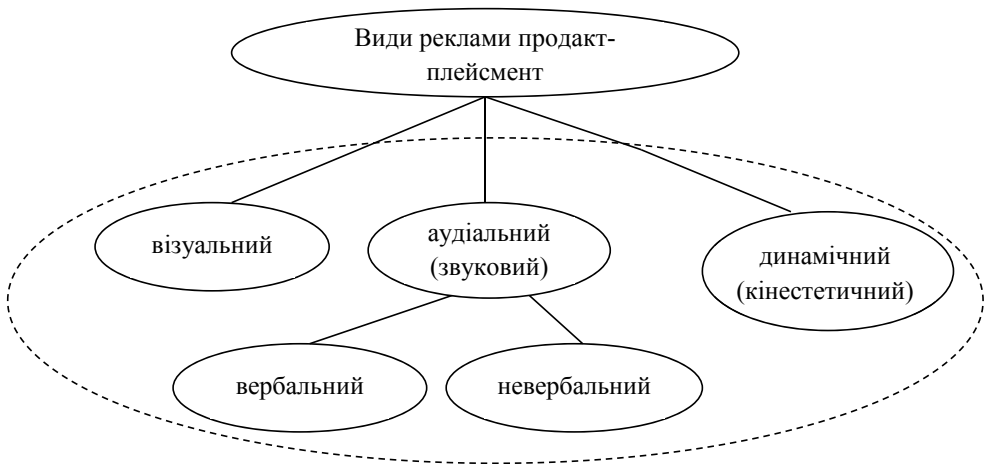 Види реклами продакт-
плейсмент
візуальний
аудіальний
(звуковий)
динамічний
(кінестетичний)
вербальний
невербальний